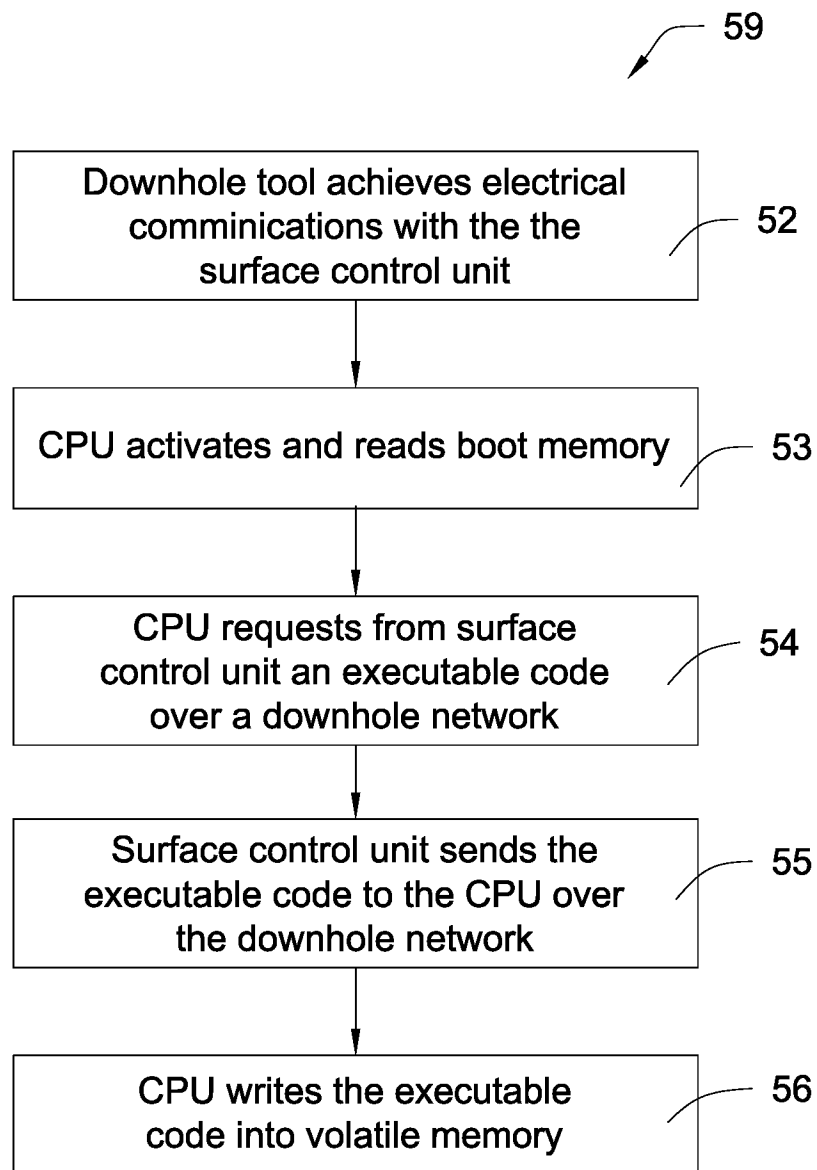 59
Downhole tool achieves electrical
comminications with the the
surface control unit
52
CPU activates and reads boot memory
53
CPU requests from surface
control unit an executable code
over a downhole network
54
Surface control unit sends the
executable code to the CPU over
the downhole network
55
CPU writes the executable
code into volatile memory
56